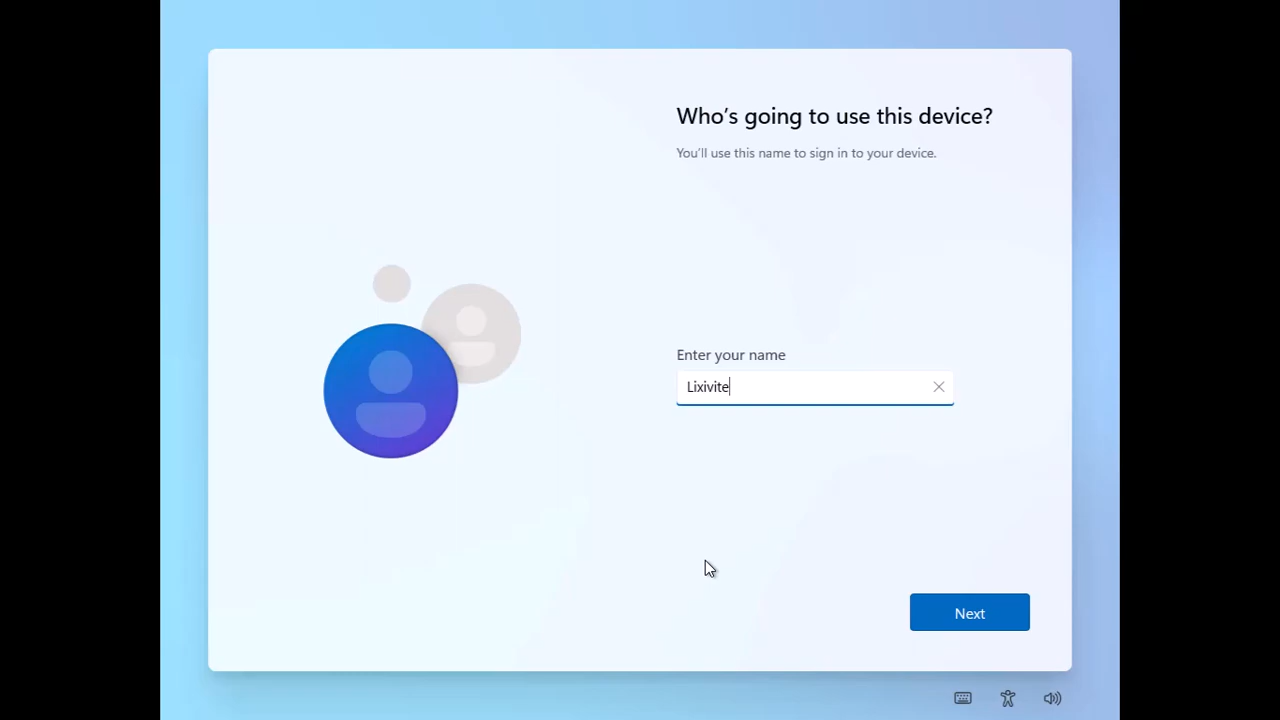 Who's going to use this device?
You'll use this name to sign in to your device.
Enter your name
Lixivite
Next